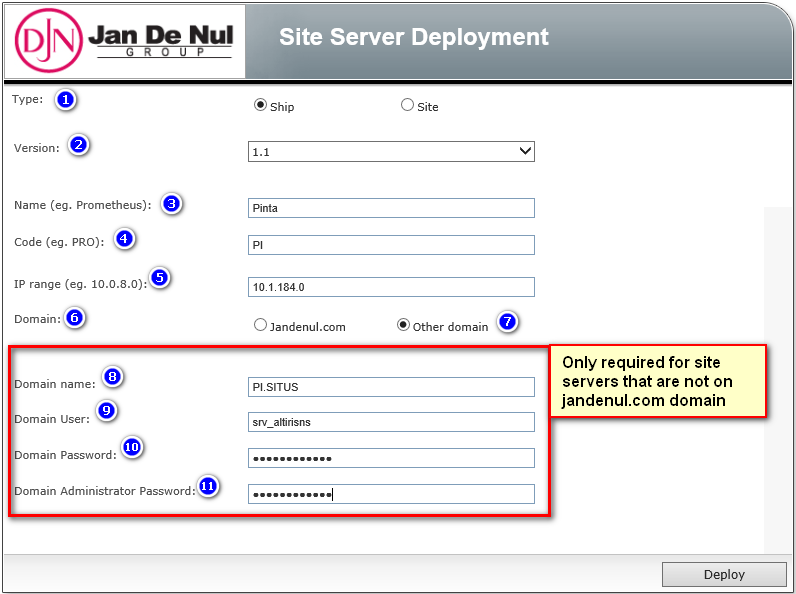 DJN Jan De Nul
GROUP
Site Server Deployment
Type: 1
Ship
Site
Version: 2
1.1
Name (eg. Prometheus): 3
Pinta
Code (eg. PRO): 4
PI
IP range (eg. 10.0.8.0): 5
10.1.184.0
Domain: 6
Jandenul.com
Other domain 7
Only required for site
servers that are not on
jandenul.com domain
Domain name: 8
PI.SITUS
Domain User: 9
srv_altirisns
Domain Password: 10
••••••••••••
Domain Administrator Password: 11
••••••••••••
Deploy